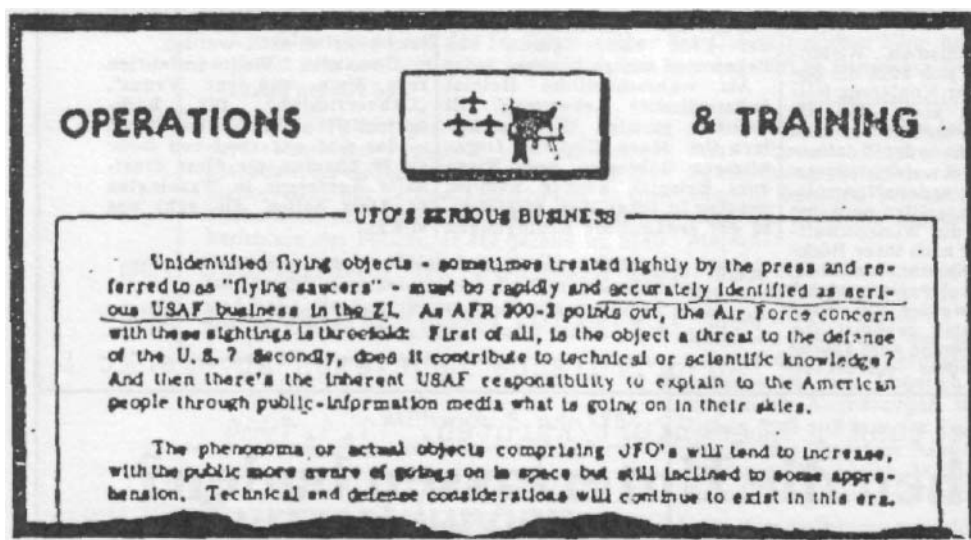 OPERATIONS & TRAINING
UFO'S SERIOUS BUSINESS
Unidentified flying objects - sometimes treated lightly by the press and re-
ferred to as "flying saucers" - must be rapidly and accurately identified as seri-
ous USAF business in the ZI. As AFR 200-2 points out, the Air Force concern
with these sightings is threefold: First of all, is the object a threat to the defense
of the U.S.? Secondly, does it contribute to technical or scientific knowledge?
And then there's the inherent USAF responsibility to explain to the American
people through public-information media what is going on in their skies.
The phenonoma or actual objects comprising UFO's will tend to increase,
with the public more aware of goings on in space but still inclined to some appre-
hension. Technical and defense considerations will continue to exist in this era.